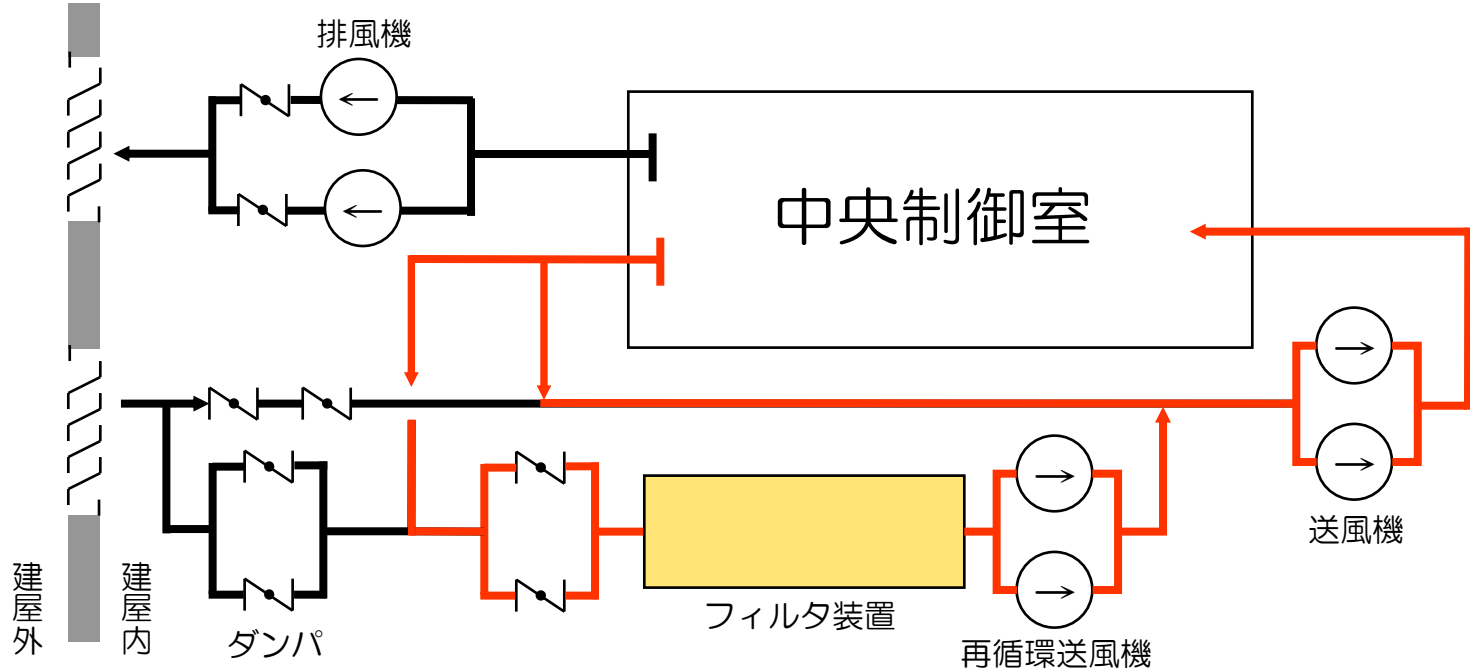 排風機
中央制御室
送風機
建屋外
建屋内
ダンパ
フィルタ装置
再循環送風機